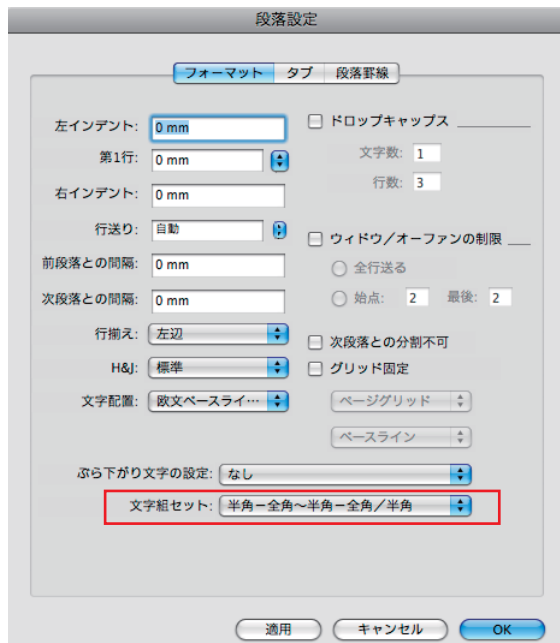 段落設定
フォーマット タブ 段落罫線
左インデント: 0 mm
第1行: 0 mm
右インデント: 0 mm
行送り: 自動
前段落との間隔: 0 mm
次段落との間隔: 0 mm
行揃え: 左辺
H&J: 標準
文字配置: 欧文ベースライ…
ドロップキャップス
文字数: 1
行数: 3
ウィドウ/オーファンの制限
全行送る
始点: 2 最後: 2
次段落との分割不可
グリッド固定
ページグリッド
ベースライン
ぶら下がり文字の設定: なし
文字組セット: 半角−全角〜半角−全角/半角
適用 キャンセル OK